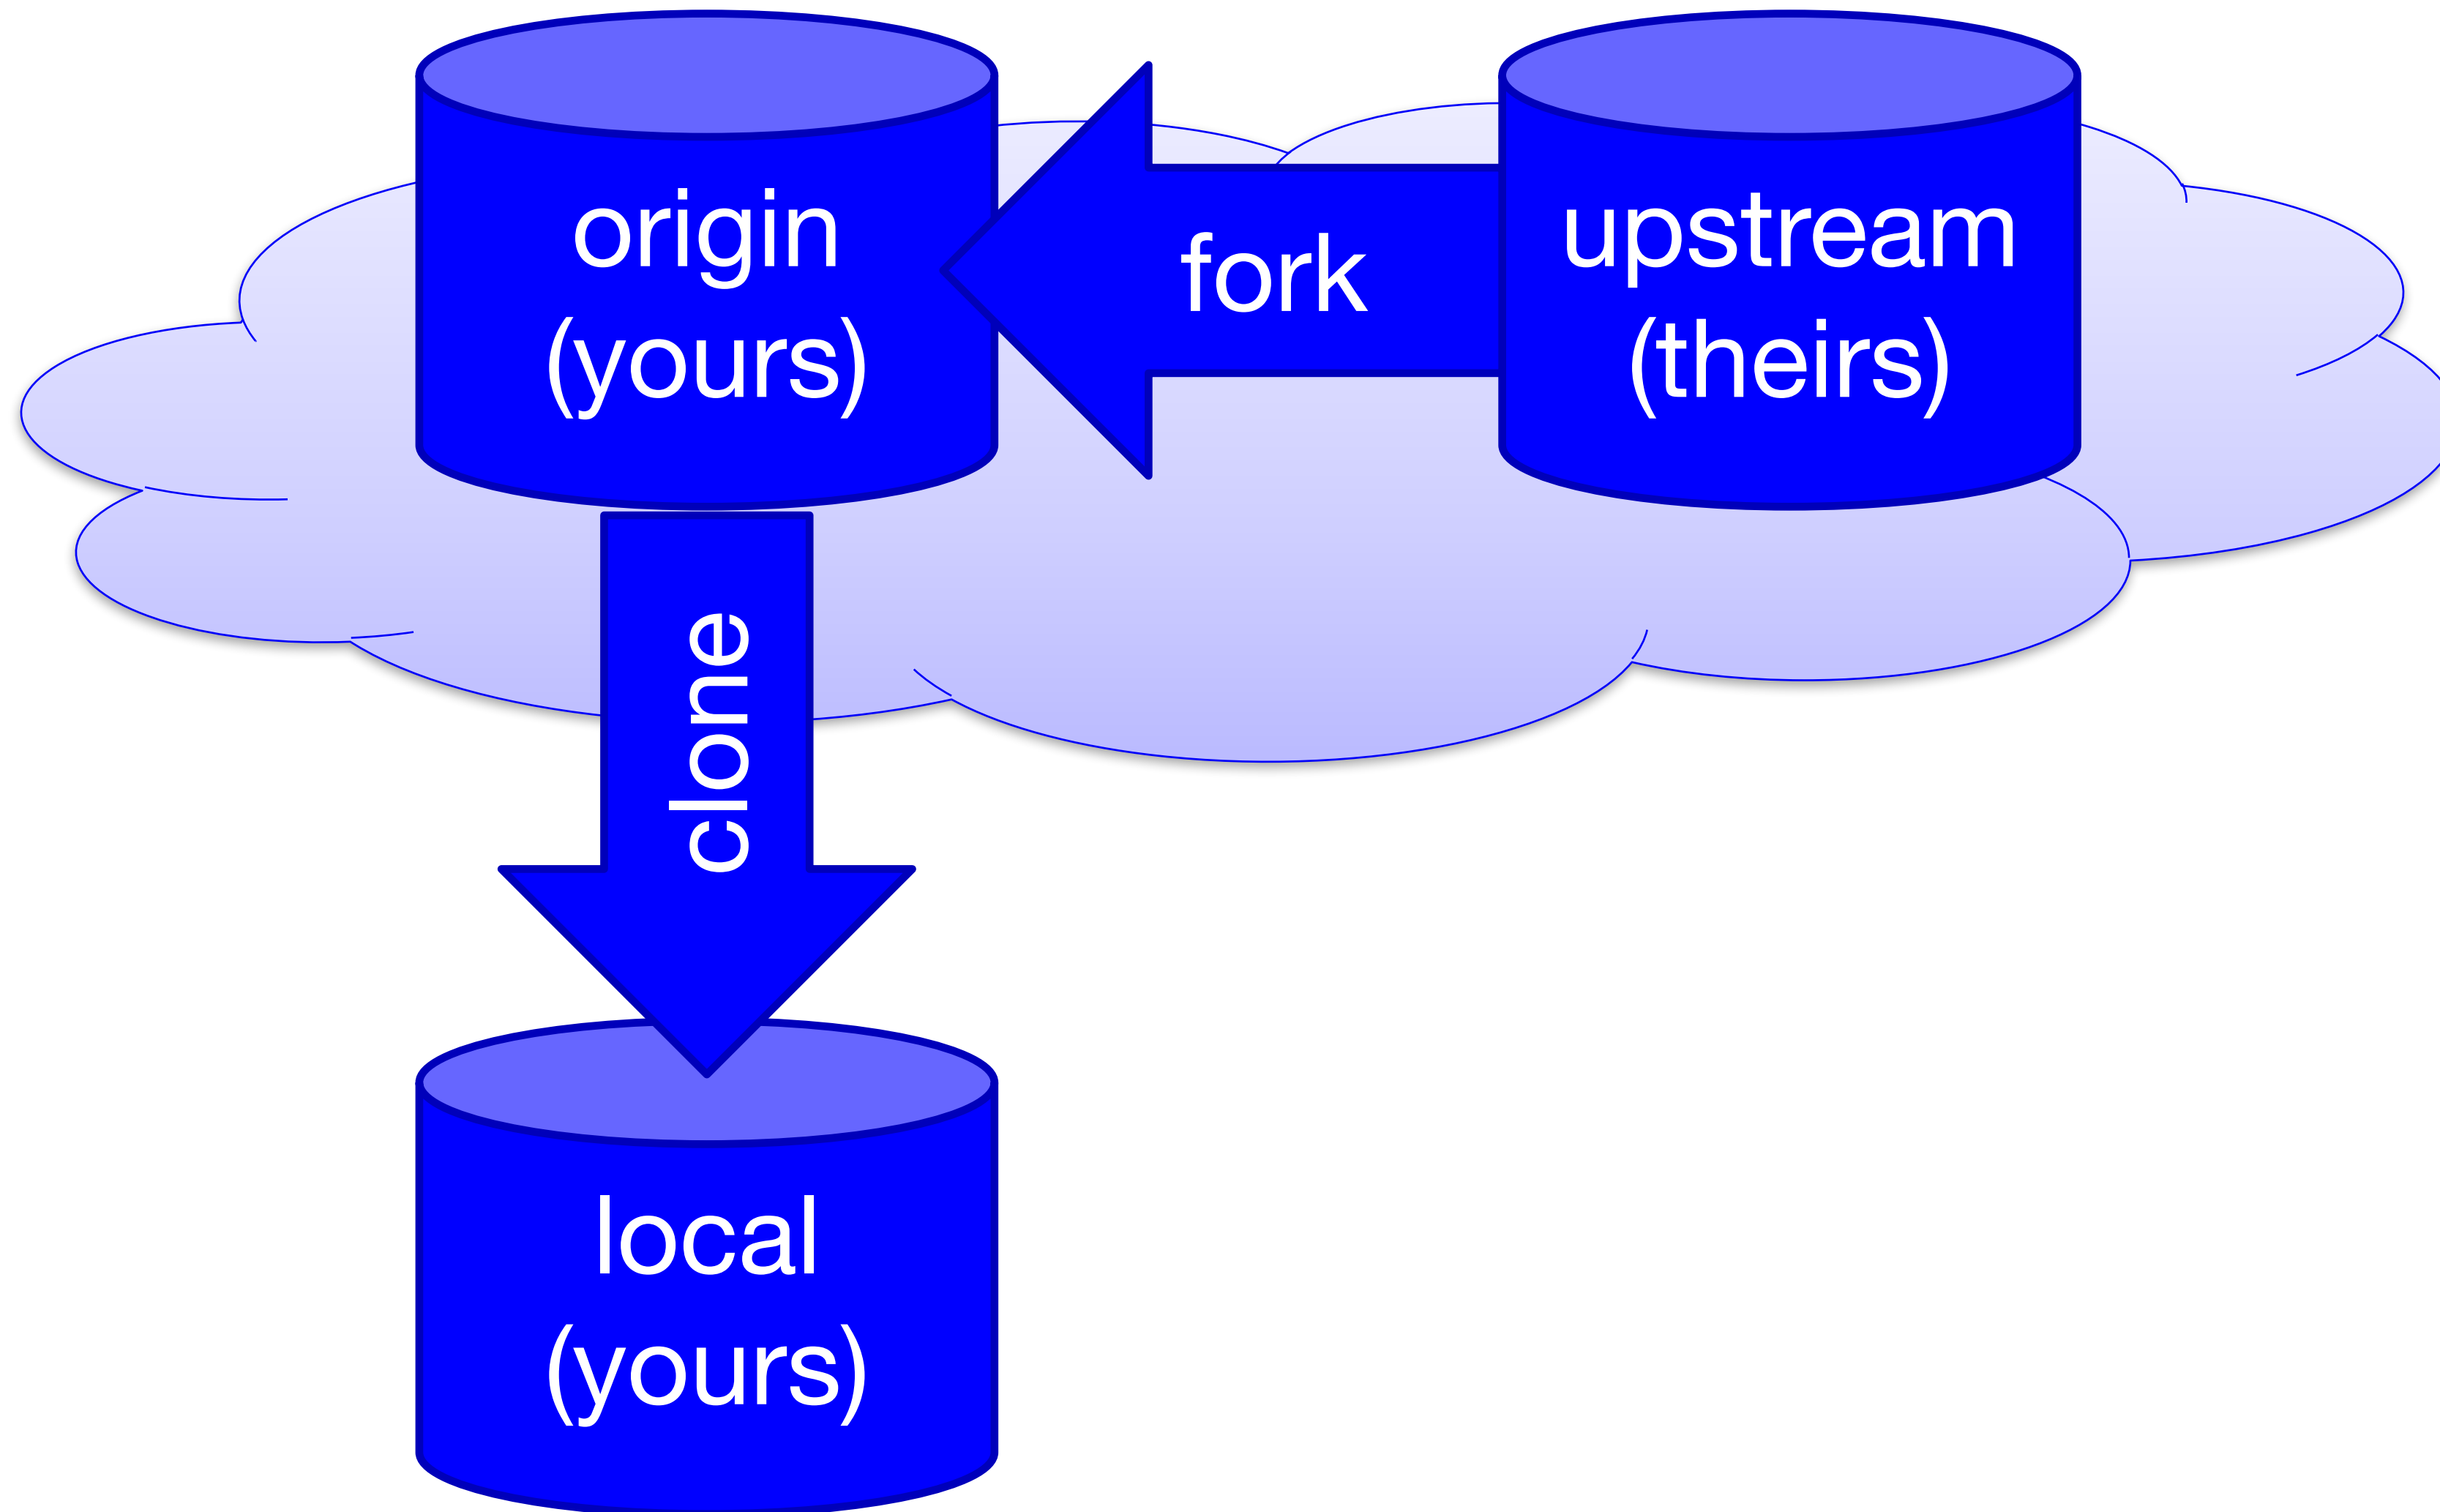 origin
(yours)
fork
upstream
(theirs)
clone
local
(yours)